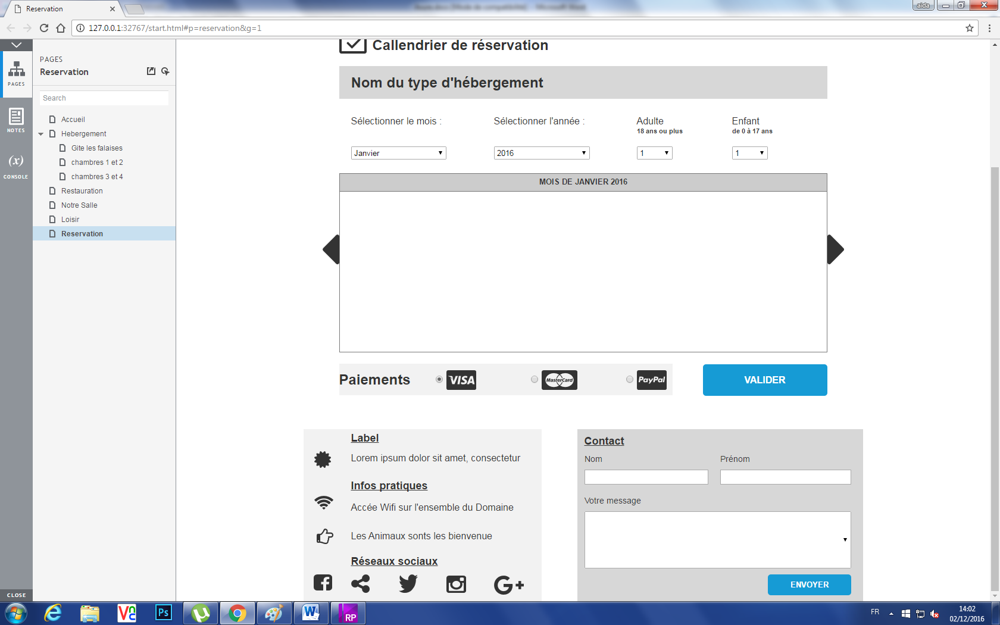 Reservation
aida
127.0.0.1:32767/start.html#p=reservation&g=1
PAGES
NOTES
(x)
CONSOLE
CLOSE
PAGES
Reservation
Search
Accueil
Hebergement
Gite les falaises
chambres 1 et 2
chambres 3 et 4
Restauration
Notre Salle
Loisir
Reservation
Callendrier de réservation
Nom du type d'hébergement
Sélectionner le mois :
Sélectionner l'année :
Adulte
18 ans ou plus
Enfant
de 0 à 17 ans
Janvier
2016
1
1
MOIS DE JANVIER 2016
Paiements
VISA
MasterCard
PayPal
VALIDER
Label
Lorem ipsum dolor sit amet, consectetur
Infos pratiques
Accée Wifi sur l'ensemble du Domaine
Les Animaux sonts les bienvenue
Réseaux sociaux
G+
Contact
Nom
Prénom
Votre message
ENVOYER
Ps
W
RP
FR
14:02
02/12/2016